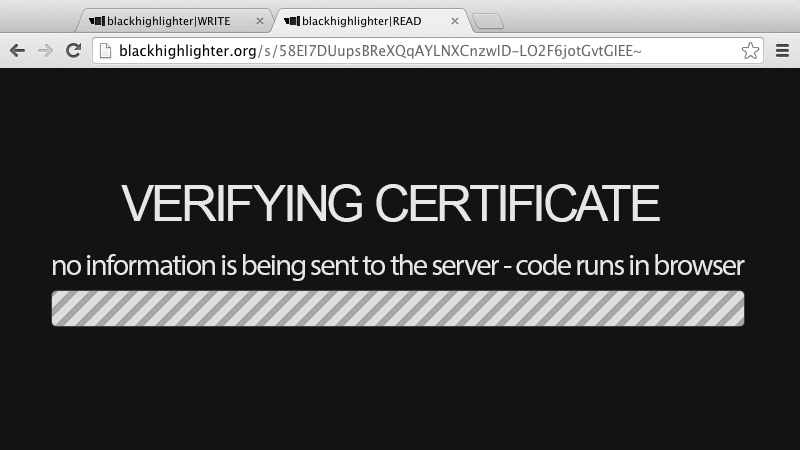 blackhighlighter|WRITE
blackhighlighter|READ
blackhighlighter.org/s/58EI7DUupsBReXQqAYLNXCnzwID-LO2F6jotGvtGIEE~
VERIFYING CERTIFICATE
no information is being sent to the server - code runs in browser